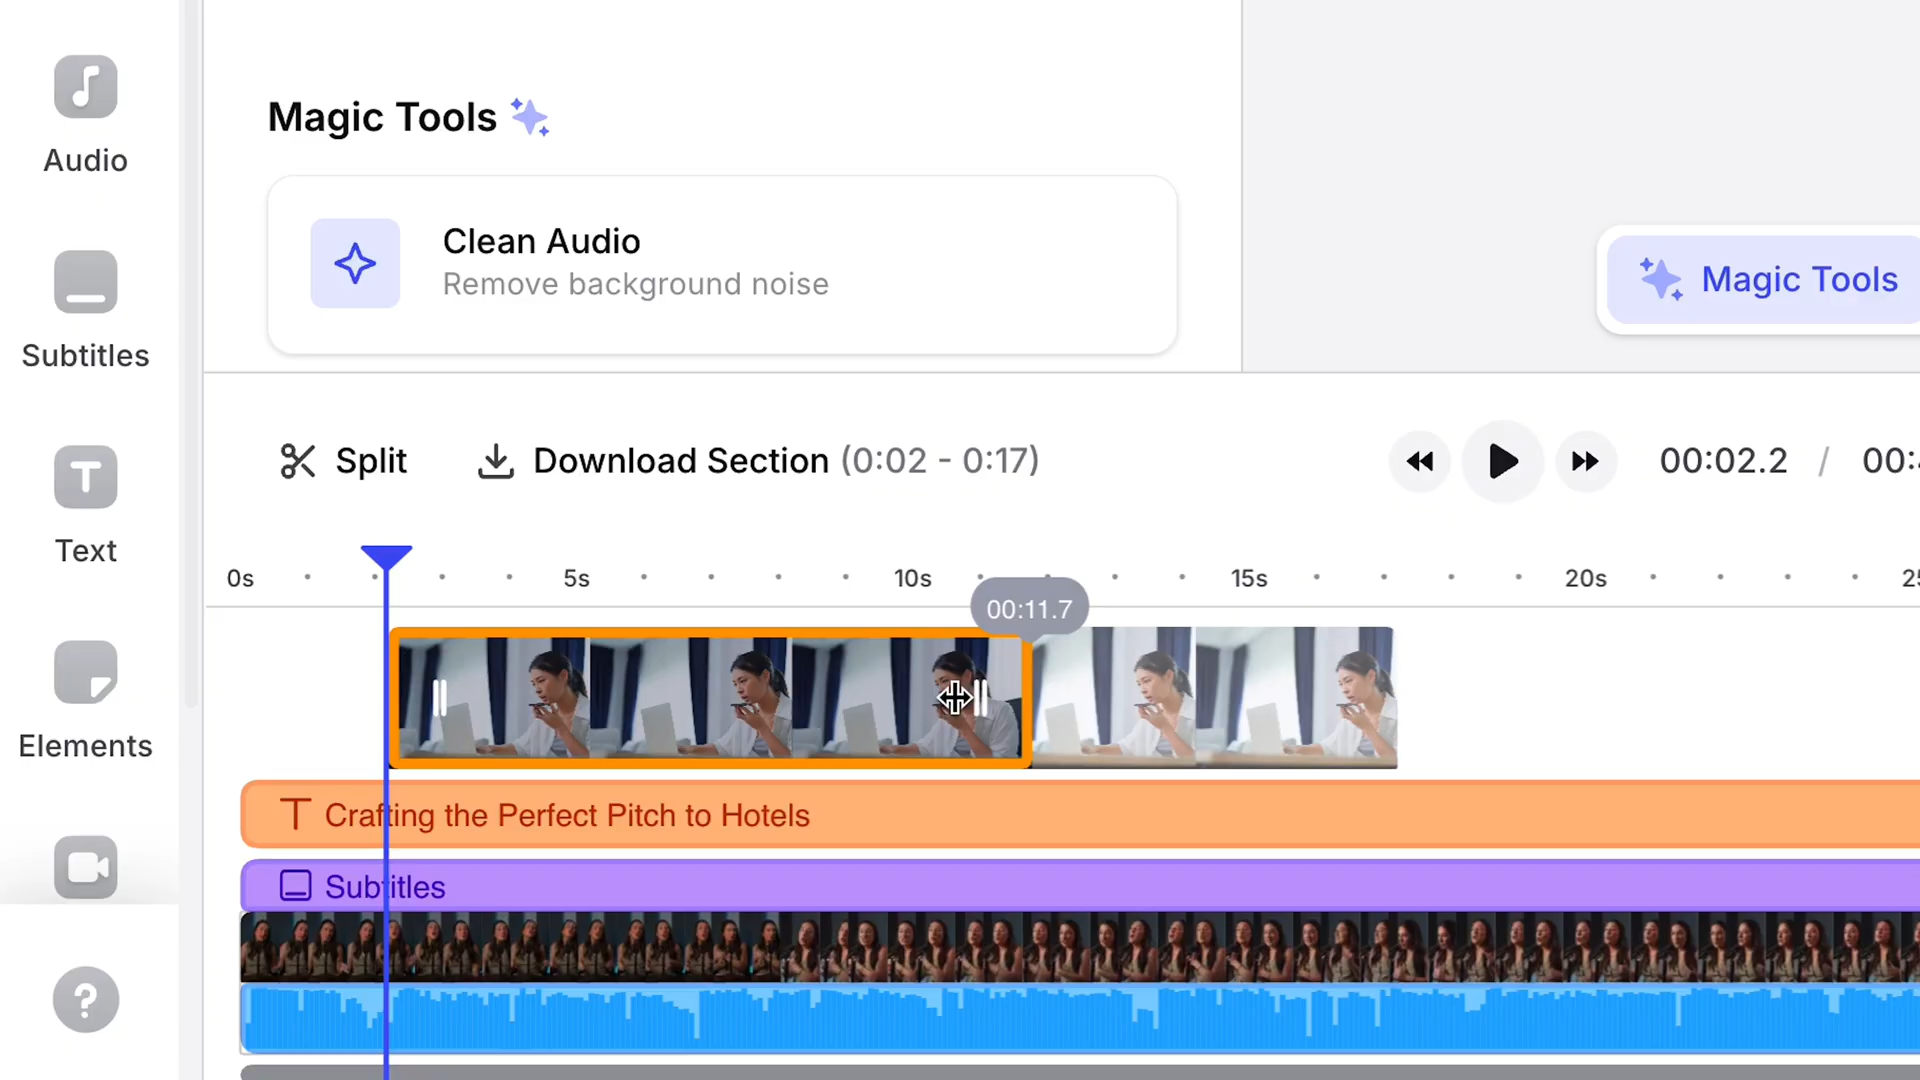 Audio
Subtitles
Text
Elements
Magic Tools
Clean Audio
Remove background noise
Magic Tools
Split
Download Section (0:02 - 0:17)
00:02.2 / 00:
0s 5s 10s 15s 20s 25
00:11.7
T Crafting the Perfect Pitch to Hotels
Subtitles